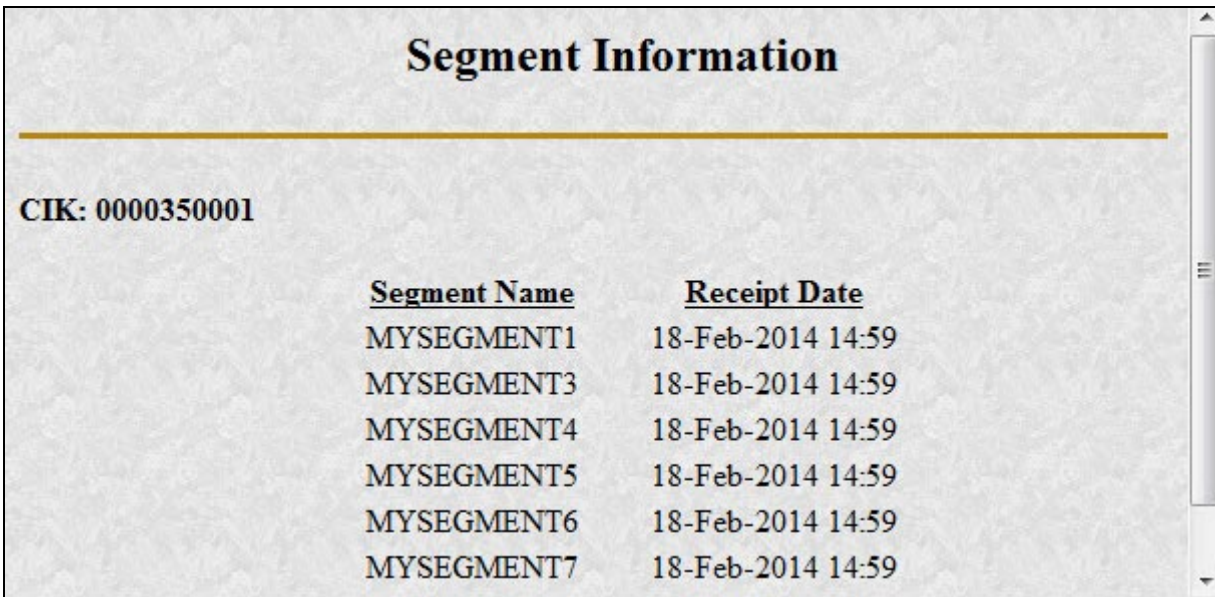 Segment Information
CIK: 0000350001
Segment Name Receipt Date
MYSEGMENT1 18-Feb-2014 14:59
MYSEGMENT3 18-Feb-2014 14:59
MYSEGMENT4 18-Feb-2014 14:59
MYSEGMENT5 18-Feb-2014 14:59
MYSEGMENT6 18-Feb-2014 14:59
MYSEGMENT7 18-Feb-2014 14:59